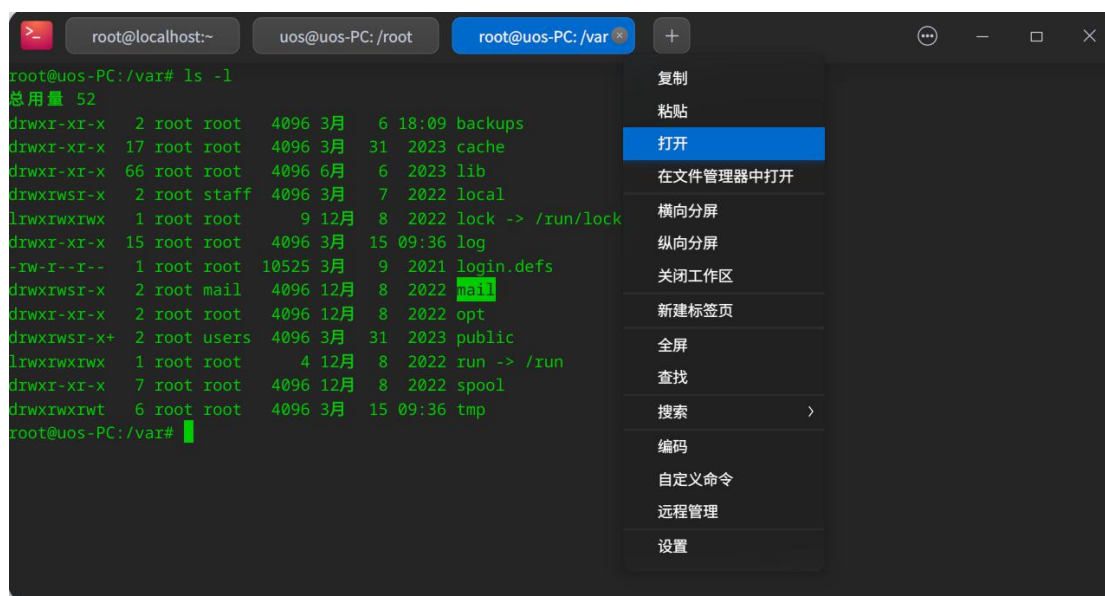 root@localhost:~
uos@uos-PC: /root
root@uos-PC: /var
root@uos-PC:/var# ls -l
总用量 52
drwxr-xr-x 2 root root 4096 3月 6 18:09 backups
drwxr-xr-x 17 root root 4096 3月 31 2023 cache
drwxr-xr-x 66 root root 4096 6月 6 2023 lib
drwxrwsr-x 2 root staff 4096 3月 7 2022 local
lrwxrwxrwx 1 root root 9 12月 8 2022 lock -> /run/lock
drwxr-xr-x 15 root root 4096 3月 15 09:36 log
-rw-r--r-- 1 root root 10525 3月 9 2021 login.defs
drwxrwsr-x 2 root mail 4096 12月 8 2022 mail
drwxr-xr-x 2 root root 4096 12月 8 2022 opt
drwxrwsr-x+ 2 root users 4096 3月 31 2023 public
lrwxrwxrwx 1 root root 4 12月 8 2022 run -> /run
drwxr-xr-x 7 root root 4096 12月 8 2022 spool
drwxrwxrwt 6 root root 4096 3月 15 09:36 tmp
root@uos-PC:/var#
复制
粘贴
打开
在文件管理器中打开
横向分屏
纵向分屏
关闭工作区
新建标签页
全屏
查找
搜索
编码
自定义命令
远程管理
设置